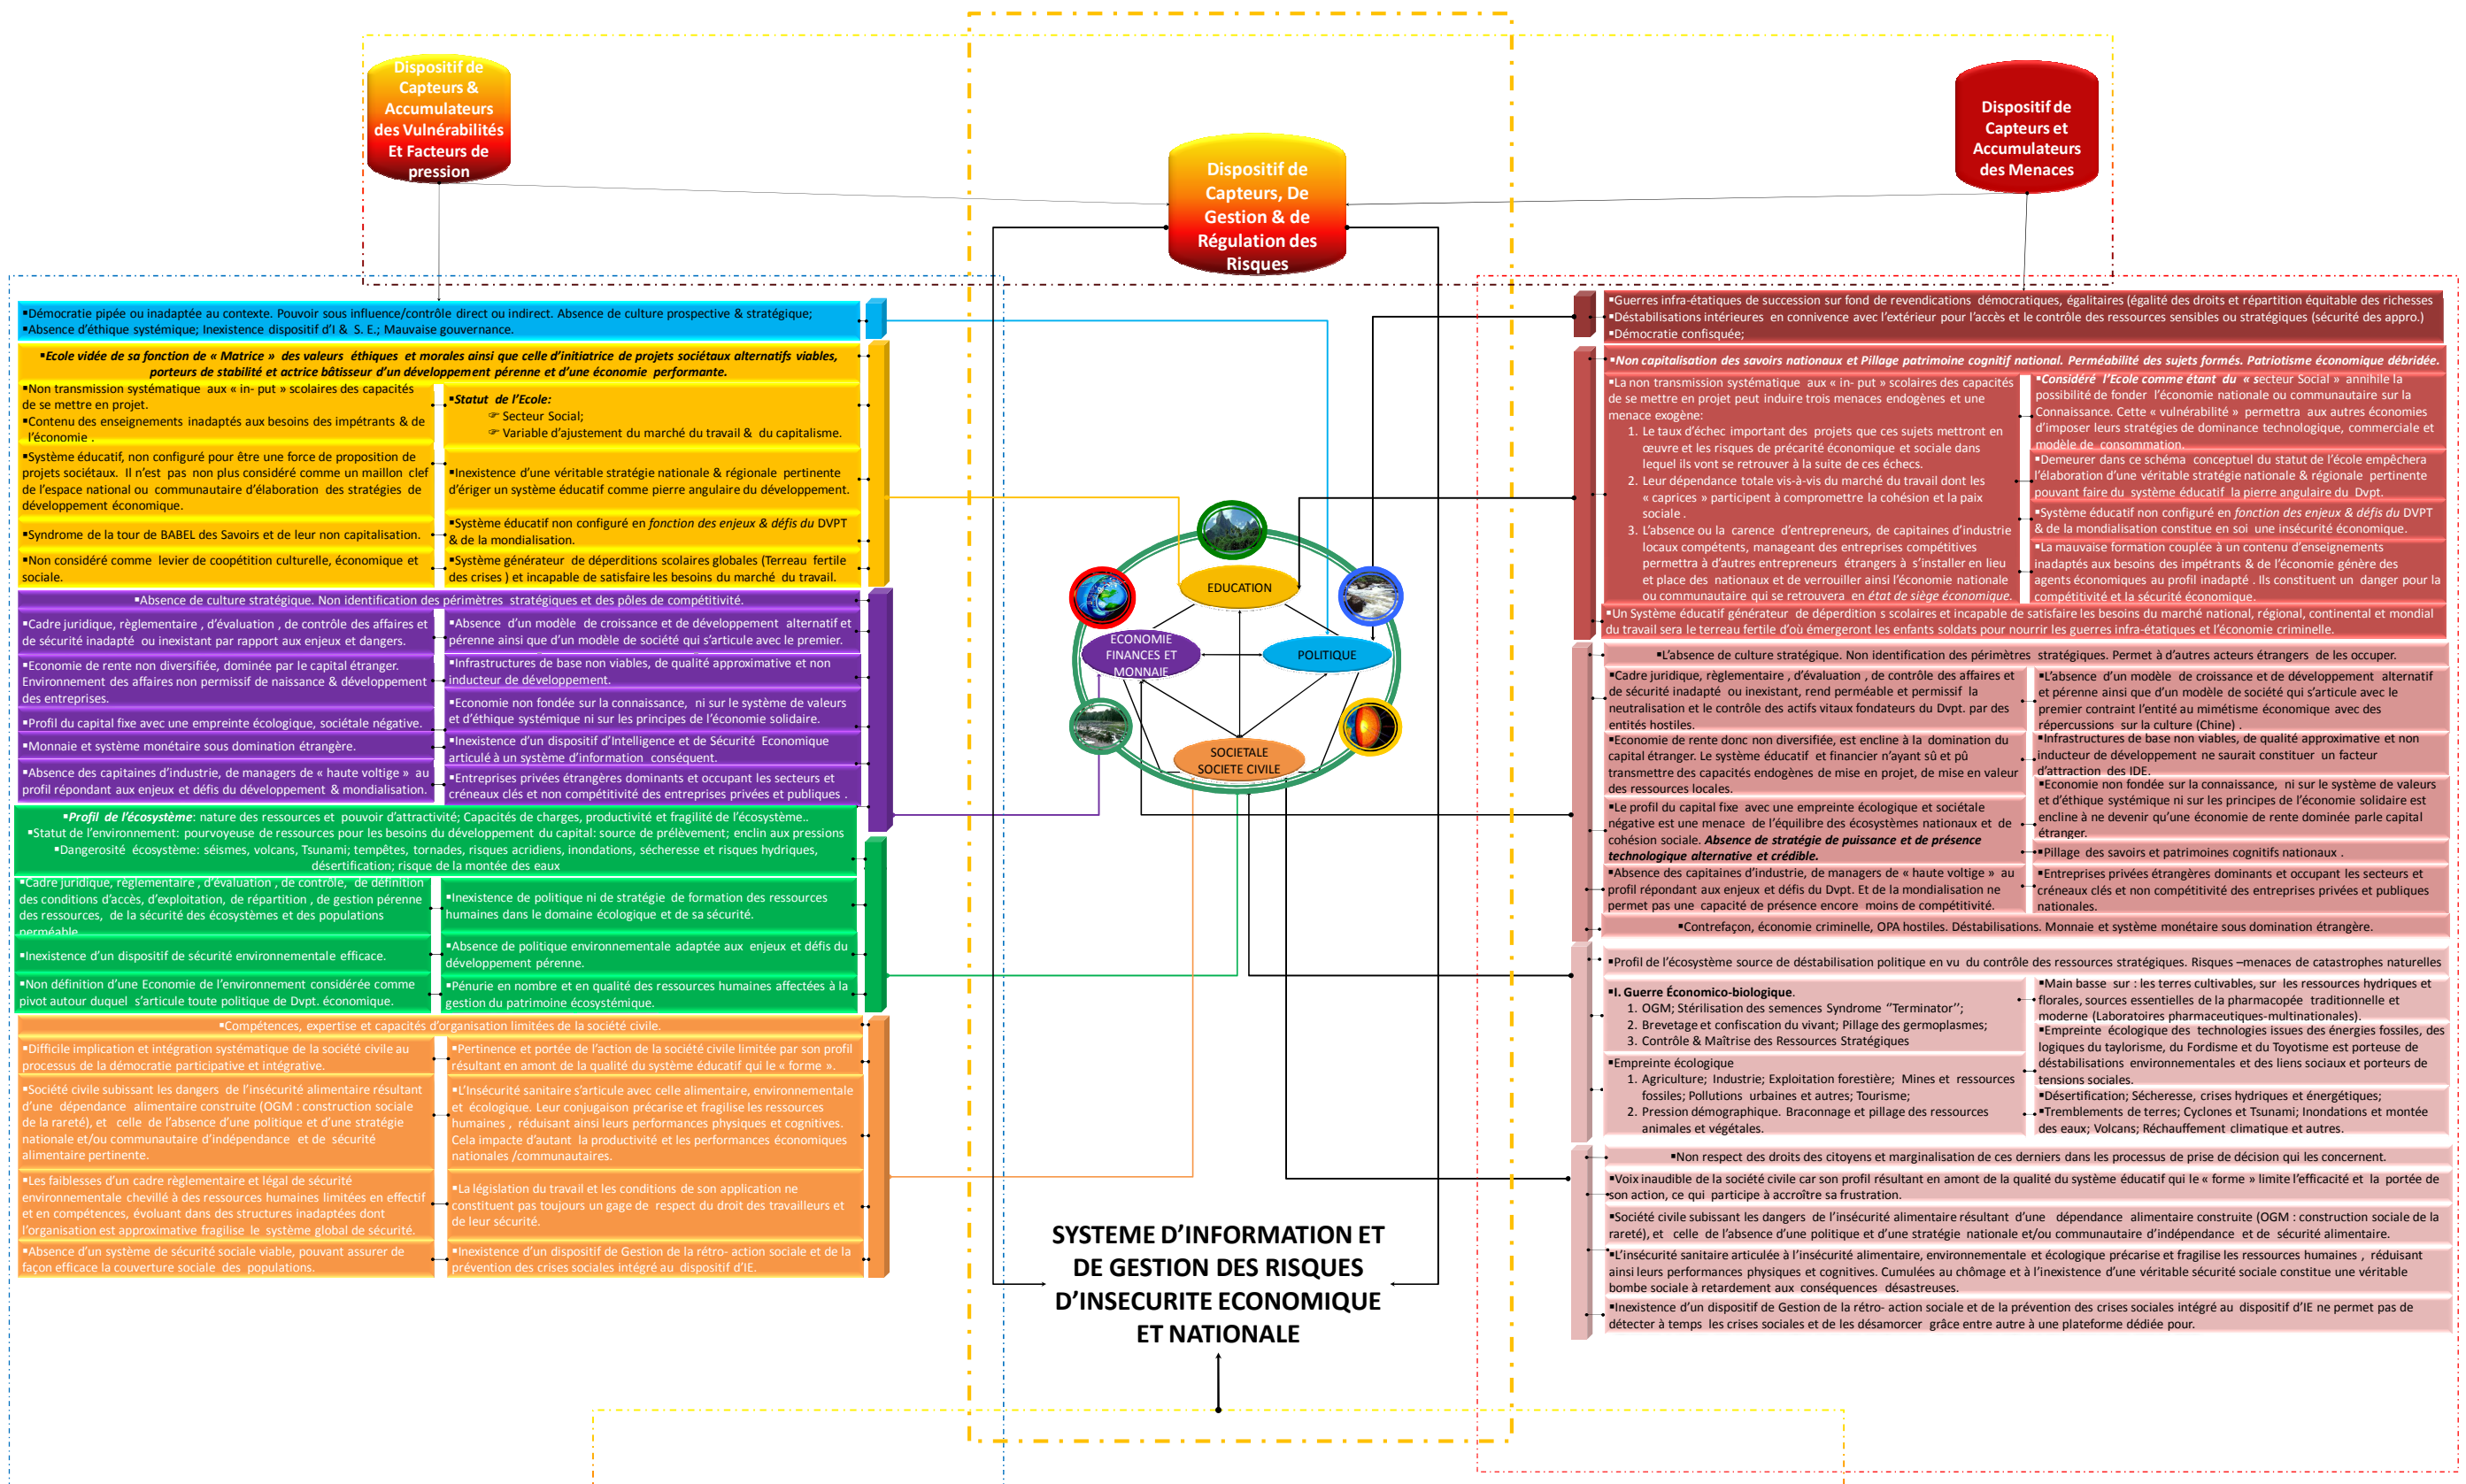 Dispositif de
Capteurs &
Accumulateurs
des Vulnérabilités
Et Facteurs de
pression
Dispositif de
Capteurs, De
Gestion & de
Régulation des
Risques
Dispositif de
Capteurs et
Accumulateurs
des Menaces
▪Démocratie pipée ou inadaptée au contexte. Pouvoir sous influence/contrôle direct ou indirect. Absence de culture prospective & stratégique;
▪Absence d'éthique systémique; Inexistence dispositif d'I & S. E.; Mauvaise gouvernance.
▪Ecole vidée de sa fonction de « Matrice » des valeurs éthiques et morales ainsi que celle d'initiatrice de projets sociétaux alternatifs viables,
porteurs de stabilité et actrice bâtisseur d'un développement pérenne et d'une économie performante.
▪Non transmission systématique aux « in- put » scolaires des capacités
de se mettre en projet.
▪Contenu des enseignements inadaptés aux besoins des impétrants & de
l'économie .
▪Système éducatif, non configuré pour être une force de proposition de
projets sociétaux. Il n'est pas non plus considéré comme un maillon clef
de l'espace national ou communautaire d'élaboration des stratégies de
développement économique.
▪Syndrome de la tour de BABEL des Savoirs et de leur non capitalisation.
▪Non considéré comme levier de coopétition culturelle, économique et
sociale.
▪Statut de l'Ecole:
☞ Secteur Social;
☞ Variable d'ajustement du marché du travail & du capitalisme.
▪Inexistence d'une véritable stratégie nationale & régionale pertinente
d'ériger un système éducatif comme pierre angulaire du développement.
▪Système éducatif non configuré en fonction des enjeux & défis du DVPT
& de la mondialisation.
▪Système générateur de déperditions scolaires globales (Terreau fertile
des crises ) et incapable de satisfaire les besoins du marché du travail.
▪Absence de culture stratégique. Non identification des périmètres stratégiques et des pôles de compétitivité.
▪Cadre juridique, règlementaire , d'évaluation , de contrôle des affaires et
de sécurité inadapté ou inexistant par rapport aux enjeux et dangers.
▪Economie de rente non diversifiée, dominée par le capital étranger.
Environnement des affaires non permissif de naissance & développement
des entreprises.
▪Profil du capital fixe avec une empreinte écologique, sociétale négative.
▪Monnaie et système monétaire sous domination étrangère.
▪Absence des capitaines d'industrie, de managers de « haute voltige » au
profil répondant aux enjeux et défis du développement & mondialisation.
▪Absence d'un modèle de croissance et de développement alternatif et
pérenne ainsi que d'un modèle de société qui s'articule avec le premier.
▪Infrastructures de base non viables, de qualité approximative et non
inducteur de développement.
▪Economie non fondée sur la connaissance, ni sur le système de valeurs
et d'éthique systémique ni sur les principes de l'économie solidaire.
▪Inexistence d'un dispositif d'Intelligence et de Sécurité Economique
articulé à un système d'information conséquent.
▪Entreprises privées étrangères dominants et occupant les secteurs et
créneaux clés et non compétitivité des entreprises privées et publiques .
▪Profil de l'écosystème: nature des ressources et pouvoir d'attractivité; Capacités de charges, productivité et fragilité de l'écosystème..
▪Statut de l'environnement: pourvoyeuse de ressources pour les besoins du développement du capital: source de prélèvement; enclin aux pressions
▪Dangerosité écosystème: séismes, volcans, Tsunami; tempêtes, tornades, risques acridiens, inondations, sécheresse et risques hydriques,
désertification; risque de la montée des eaux
▪Cadre juridique, règlementaire , d'évaluation , de contrôle, de définition
des conditions d'accès, d'exploitation, de répartition , de gestion pérenne
des ressources, de la sécurité des écosystèmes et des populations
perméable
▪Inexistence d'un dispositif de sécurité environnementale efficace.
▪Non définition d'une Economie de l'environnement considérée comme
pivot autour duquel s'articule toute politique de Dvpt. économique.
▪Inexistence de politique ni de stratégie de formation des ressources
humaines dans le domaine écologique et de sa sécurité.
▪Absence de politique environnementale adaptée aux enjeux et défis du
développement pérenne.
▪Pénurie en nombre et en qualité des ressources humaines affectées à la
gestion du patrimoine écosystémique.
▪Compétences, expertise et capacités d'organisation limitées de la société civile.
▪Difficile implication et intégration systématique de la société civile au
processus de la démocratie participative et intégrative.
▪Société civile subissant les dangers de l'insécurité alimentaire résultant
d'une dépendance alimentaire construite (OGM : construction sociale
de la rareté), et celle de l'absence d'une politique et d'une stratégie
nationale et/ou communautaire d'indépendance et de sécurité
alimentaire pertinente.
▪Les faiblesses d'un cadre règlementaire et légal de sécurité
environnementale chevillé à des ressources humaines limitées en effectif
et en compétences, évoluant dans des structures inadaptées dont
l'organisation est approximative fragilise le système global de sécurité.
▪Absence d'un système de sécurité sociale viable, pouvant assurer de
façon efficace la couverture sociale des populations.
▪Pertinence et portée de l'action de la société civile limitée par son profil
résultant en amont de la qualité du système éducatif qui le « forme ».
▪L'Insécurité sanitaire s'articule avec celle alimentaire, environnementale
et écologique. Leur conjugaison précarise et fragilise les ressources
humaines , réduisant ainsi leurs performances physiques et cognitives.
Cela impacte d'autant la productivité et les performances économiques
nationales /communautaires.
▪La législation du travail et les conditions de son application ne
constituent pas toujours un gage de respect du droit des travailleurs et
de leur sécurité.
▪Inexistence d'un dispositif de Gestion de la rétro- action sociale et de la
prévention des crises sociales intégré au dispositif d'IE.
EDUCATION
ECONOMIE
FINANCES ET
MONNAIE
POLITIQUE
SOCIETALE
SOCIETE CIVILE
SYSTEME D'INFORMATION ET
DE GESTION DES RISQUES
D'INSECURITE ECONOMIQUE
ET NATIONALE
▪Guerres infra-étatiques de succession sur fond de revendications démocratiques, égalitaires (égalité des droits et répartition équitable des richesses
▪Déstabilisations intérieures en connivence avec l'extérieur pour l'accès et le contrôle des ressources sensibles ou stratégiques (sécurité des appro.)
▪Démocratie confisquée;
▪Non capitalisation des savoirs nationaux et Pillage patrimoine cognitif national. Perméabilité des sujets formés. Patriotisme économique débridée.
▪La non transmission systématique aux « in- put » scolaires des capacités
de se mettre en projet peut induire trois menaces endogènes et une
menace exogène:
1. Le taux d'échec important des projets que ces sujets mettront en
œuvre et les risques de précarité économique et sociale dans
lequel ils vont se retrouver à la suite de ces échecs.
2. Leur dépendance totale vis-à-vis du marché du travail dont les
« caprices » participent à compromettre la cohésion et la paix
sociale .
3. L'absence ou la carence d'entrepreneurs, de capitaines d'industrie
locaux compétents, manageant des entreprises compétitives
permettra à d'autres entrepreneurs étrangers à s'installer en lieu
et place des nationaux et de verrouiller ainsi l'économie nationale
ou communautaire qui se retrouvera en état de siège économique.
▪Considéré l'Ecole comme étant du « secteur Social » annihile la
possibilité de fonder l'économie nationale ou communautaire sur la
Connaissance. Cette « vulnérabilité » permettra aux autres économies
d'imposer leurs stratégies de dominance technologique, commerciale et
modèle de consommation.
▪Demeurer dans ce schéma conceptuel du statut de l'école empêchera
l'élaboration d'une véritable stratégie nationale & régionale pertinente
pouvant faire du système éducatif la pierre angulaire du Dvpt.
▪Système éducatif non configuré en fonction des enjeux & défis du DVPT
& de la mondialisation constitue en soi une insécurité économique.
▪La mauvaise formation couplée à un contenu d'enseignements
inadaptés aux besoins des impétrants & de l'économie génère des
agents économiques au profil inadapté . Ils constituent un danger pour la
compétitivité et la sécurité économique.
▪Un Système éducatif générateur de déperdition s scolaires et incapable de satisfaire les besoins du marché national, régional, continental et mondial
du travail sera le terreau fertile d'où émergeront les enfants soldats pour nourrir les guerres infra-étatiques et l'économie criminelle.
▪L'absence de culture stratégique. Non identification des périmètres stratégiques. Permet à d'autres acteurs étrangers de les occuper.
▪Cadre juridique, règlementaire , d'évaluation , de contrôle des affaires et
de sécurité inadapté ou inexistant, rend perméable et permissif la
neutralisation et le contrôle des actifs vitaux fondateurs du Dvpt. par des
entités hostiles.
▪Economie de rente donc non diversifiée, est encline à la domination du
capital étranger. Le système éducatif et financier n'ayant sû et pû
transmettre des capacités endogènes de mise en projet, de mise en valeur
des ressources locales.
▪Le profil du capital fixe avec une empreinte écologique et sociétale
négative est une menace de l'équilibre des écosystèmes nationaux et de
cohésion sociale. Absence de stratégie de puissance et de présence
technologique alternative et crédible.
▪Absence des capitaines d'industrie, de managers de « haute voltige » au
profil répondant aux enjeux et défis du Dvpt. Et de la mondialisation ne
permet pas une capacité de présence encore moins de compétitivité.
▪L'absence d'un modèle de croissance et de développement alternatif
et pérenne ainsi que d'un modèle de société qui s'articule avec le
premier contraint l'entité au mimétisme économique avec des
répercussions sur la culture (Chine) .
▪Infrastructures de base non viables, de qualité approximative et non
inducteur de développement ne saurait constituer un facteur
d'attraction des IDE.
▪Economie non fondée sur la connaissance, ni sur le système de valeurs
et d'éthique systémique ni sur les principes de l'économie solidaire est
encline à ne devenir qu'une économie de rente dominée parle capital
étranger.
▪Pillage des savoirs et patrimoines cognitifs nationaux .
▪Entreprises privées étrangères dominants et occupant les secteurs et
créneaux clés et non compétitivité des entreprises privées et publiques
nationales.
▪Contrefaçon, économie criminelle, OPA hostiles. Déstabilisations. Monnaie et système monétaire sous domination étrangère.
▪Profil de l'écosystème source de déstabilisation politique en vu du contrôle des ressources stratégiques. Risques –menaces de catastrophes naturelles
▪I. Guerre Économico-biologique.
1. OGM; Stérilisation des semences Syndrome ‘'Terminator'';
2. Brevetage et confiscation du vivant; Pillage des germoplasmes;
3. Contrôle & Maîtrise des Ressources Stratégiques
▪Empreinte écologique
1. Agriculture; Industrie; Exploitation forestière; Mines et ressources
fossiles; Pollutions urbaines et autres; Tourisme;
2. Pression démographique. Braconnage et pillage des ressources
animales et végétales.
▪Main basse sur : les terres cultivables, sur les ressources hydriques et
florales, sources essentielles de la pharmacopée traditionnelle et
moderne (Laboratoires pharmaceutiques-multinationales).
▪Empreinte écologique des technologies issues des énergies fossiles, des
logiques du taylorisme, du Fordisme et du Toyotisme est porteuse de
déstabilisations environnementales et des liens sociaux et porteurs de
tensions sociales.
▪Désertification; Sécheresse, crises hydriques et énergétiques;
▪Tremblements de terres; Cyclones et Tsunami; Inondations et montée
des eaux; Volcans; Réchauffement climatique et autres.
▪Non respect des droits des citoyens et marginalisation de ces derniers dans les processus de prise de décision qui les concernent.
▪Voix inaudible de la société civile car son profil résultant en amont de la qualité du système éducatif qui le « forme » limite l'efficacité et la portée de
son action, ce qui participe à accroître sa frustration.
▪Société civile subissant les dangers de l'insécurité alimentaire résultant d'une dépendance alimentaire construite (OGM : construction sociale de la
rareté), et celle de l'absence d'une politique et d'une stratégie nationale et/ou communautaire d'indépendance et de sécurité alimentaire.
▪L'insécurité sanitaire articulée à l'insécurité alimentaire, environnementale et écologique précarise et fragilise les ressources humaines , réduisant
ainsi leurs performances physiques et cognitives. Cumulées au chômage et à l'inexistence d'une véritable sécurité sociale constitue une véritable
bombe sociale à retardement aux conséquences désastreuses.
▪Inexistence d'un dispositif de Gestion de la rétro- action sociale et de la prévention des crises sociales intégré au dispositif d'IE ne permet pas de
détecter à temps les crises sociales et de les désamorcer grâce entre autre à une plateforme dédiée pour.